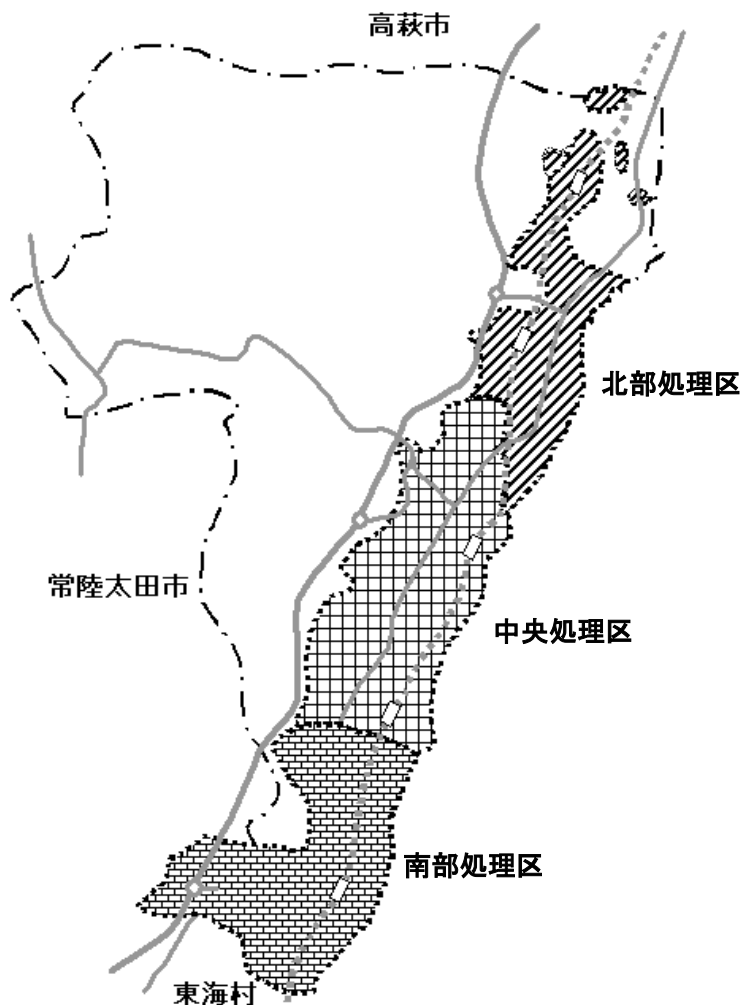 高萩市
北部処理区
常陸太田市
中央処理区
南部処理区
東海村